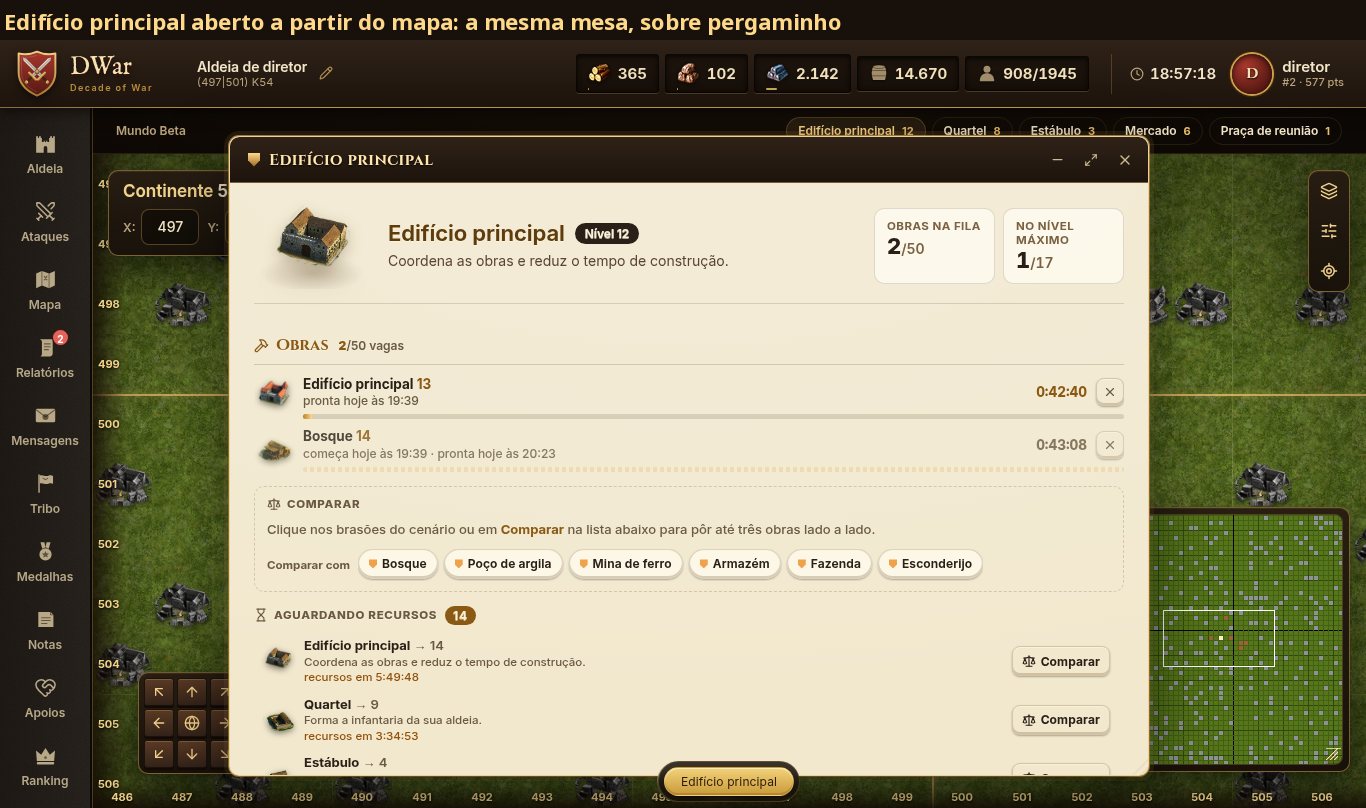 Edifício principal aberto a partir do mapa: a mesma mesa, sobre pergaminho
DWar
Decade of War
Aldeia de diretor
(497|501) K54
365
102
2.142
14.670
908/1945
18:57:18
D
diretor
#2 · 577 pts
Mundo Beta
Edifício principal 12
Quartel 8
Estábulo 3
Mercado 6
Praça de reunião 1
Aldeia
Ataques
Mapa
2
Relatórios
Mensagens
Tribo
Medalhas
Notas
Apoios
Ranking
Continente 5
X: 497 Y:
498
499
500
501
502
503
504
505
506
486 487 488 489 490 491 492 493 494 498 499 500 501 502 503 504 505 506
Edifício principal
Edifício principal Nível 12
Coordena as obras e reduz o tempo de construção.
OBRAS NA FILA
2/50
NO NÍVEL MÁXIMO
1/17
Obras 2/50 vagas
Edifício principal 13
pronta hoje às 19:39
0:42:40
Bosque 14
começa hoje às 19:39 · pronta hoje às 20:23
0:43:08
COMPARAR
Clique nos brasões do cenário ou em Comparar na lista abaixo para pôr até três obras lado a lado.
Comparar com Bosque Poço de argila Mina de ferro Armazém Fazenda Esconderijo
AGUARDANDO RECURSOS 14
Edifício principal → 14
Coordena as obras e reduz o tempo de construção.
recursos em 5:49:48
Comparar
Quartel → 9
Forma a infantaria da sua aldeia.
recursos em 3:34:53
Comparar
Estábulo → 4
Edifício principal